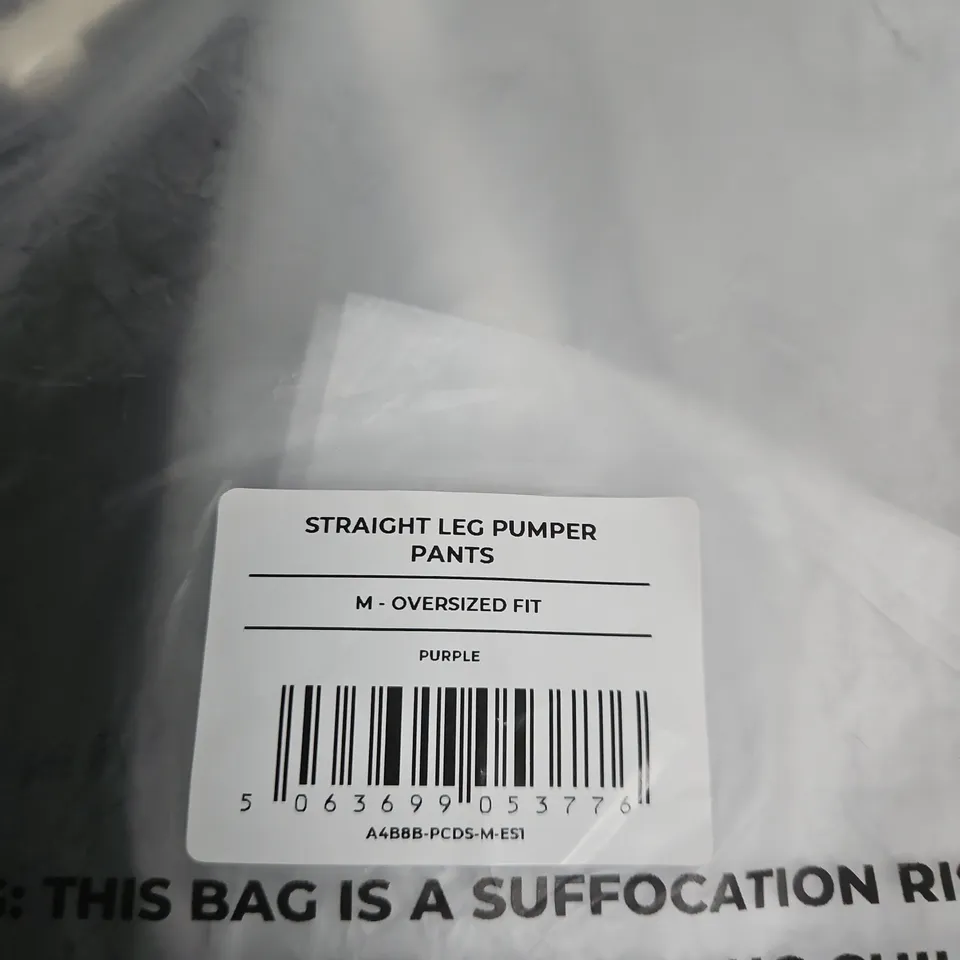 STRAIGHT LEG PUMPER
PANTS
M - OVERSIZED FIT
PURPLE
5 063699 053776
A4B8B-PCDS-M-ES1
: THIS BAG IS A SUFFOCATION